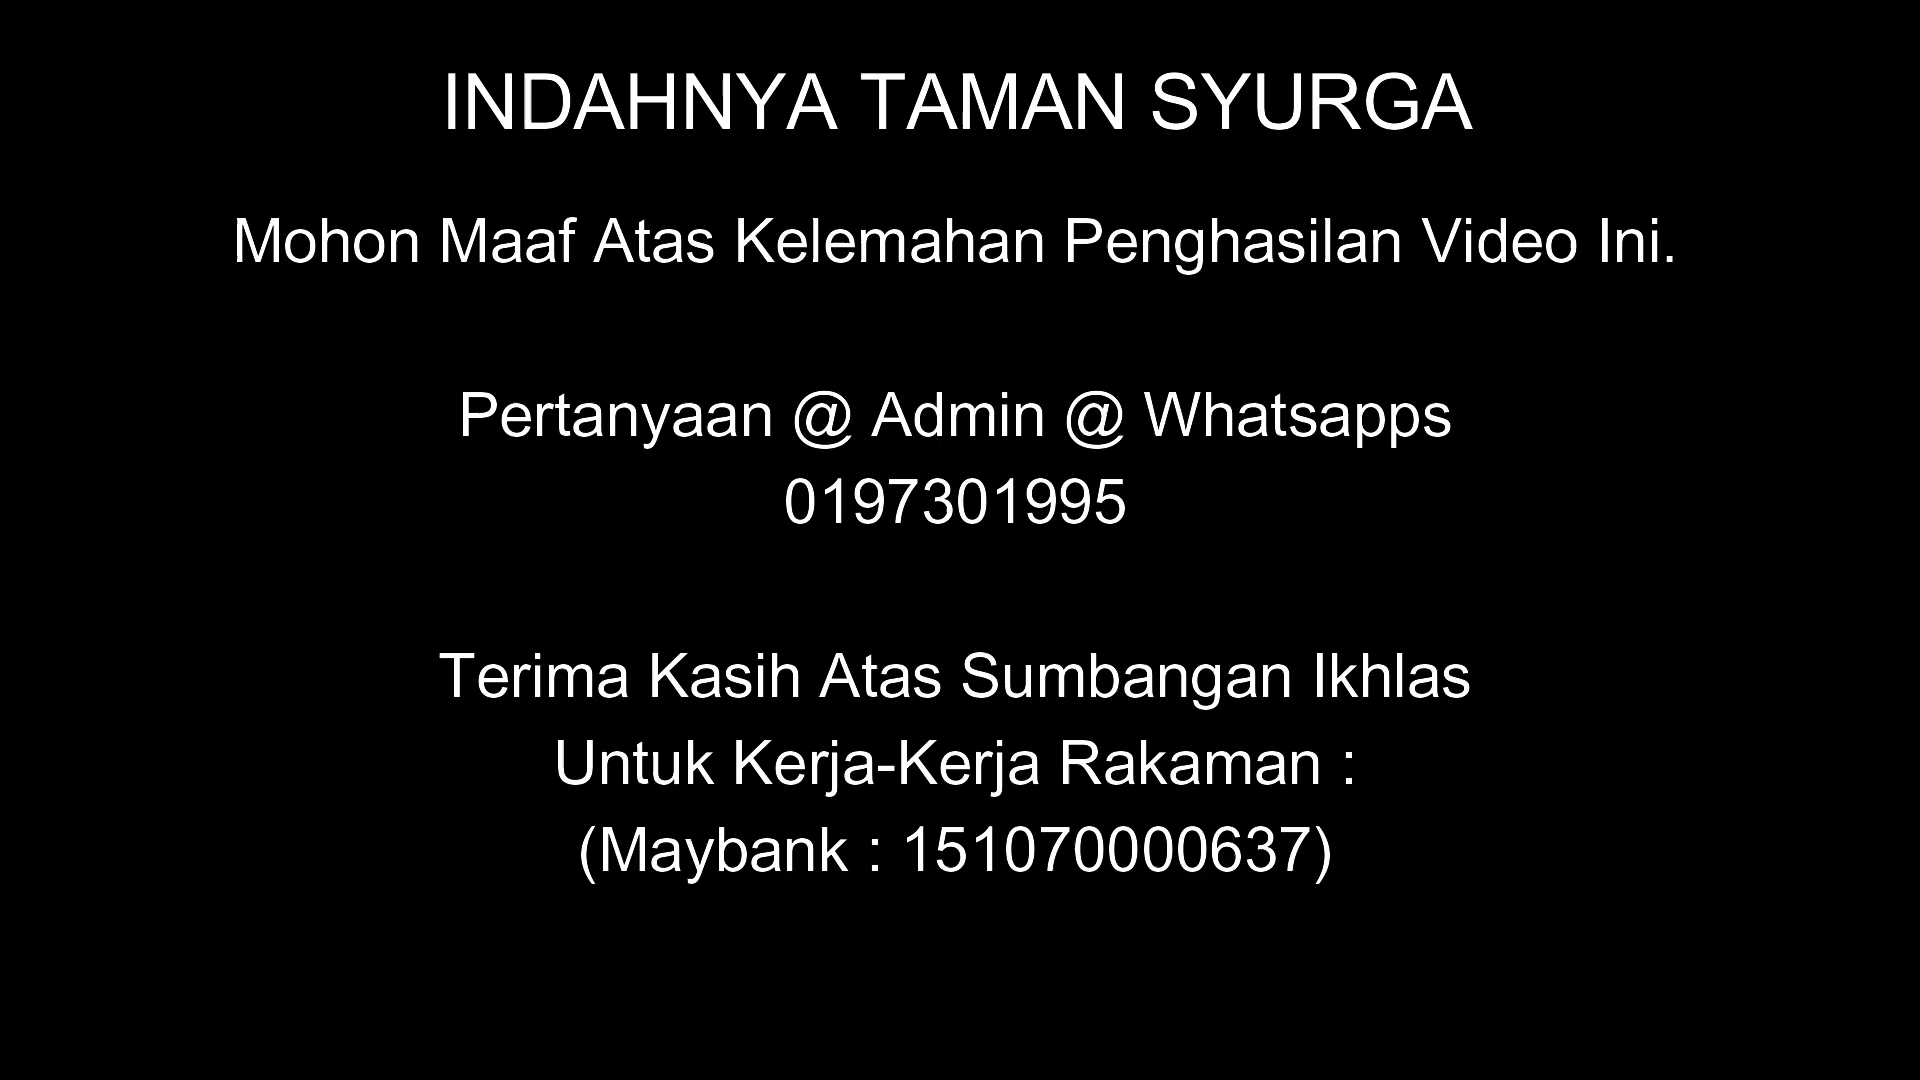 INDAHNYA TAMAN SYURGA
Mohon Maaf Atas Kelemahan Penghasilan Video Ini.
Pertanyaan @ Admin @ Whatsapps
0197301995
Terima Kasih Atas Sumbangan Ikhlas
Untuk Kerja-Kerja Rakaman :
(Maybank : 151070000637)